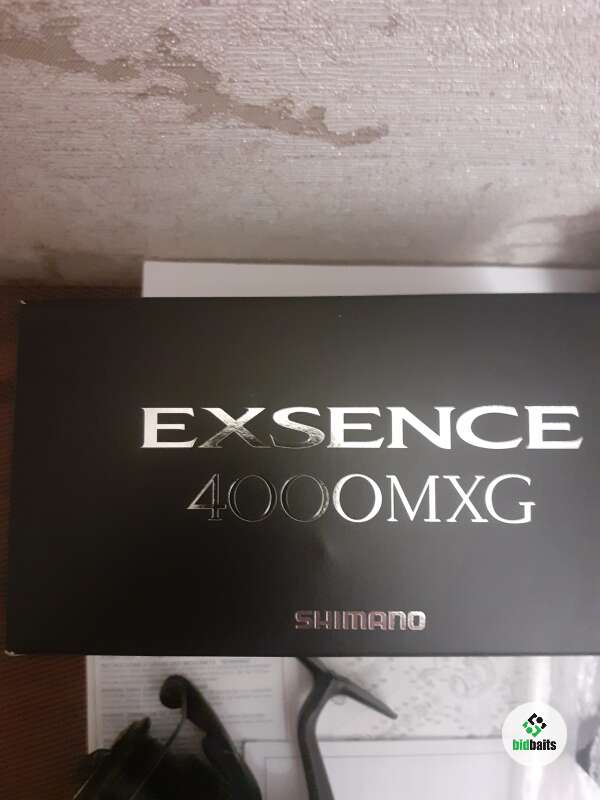 EXSENCE
4000MXG
SHIMANO
bidbaits